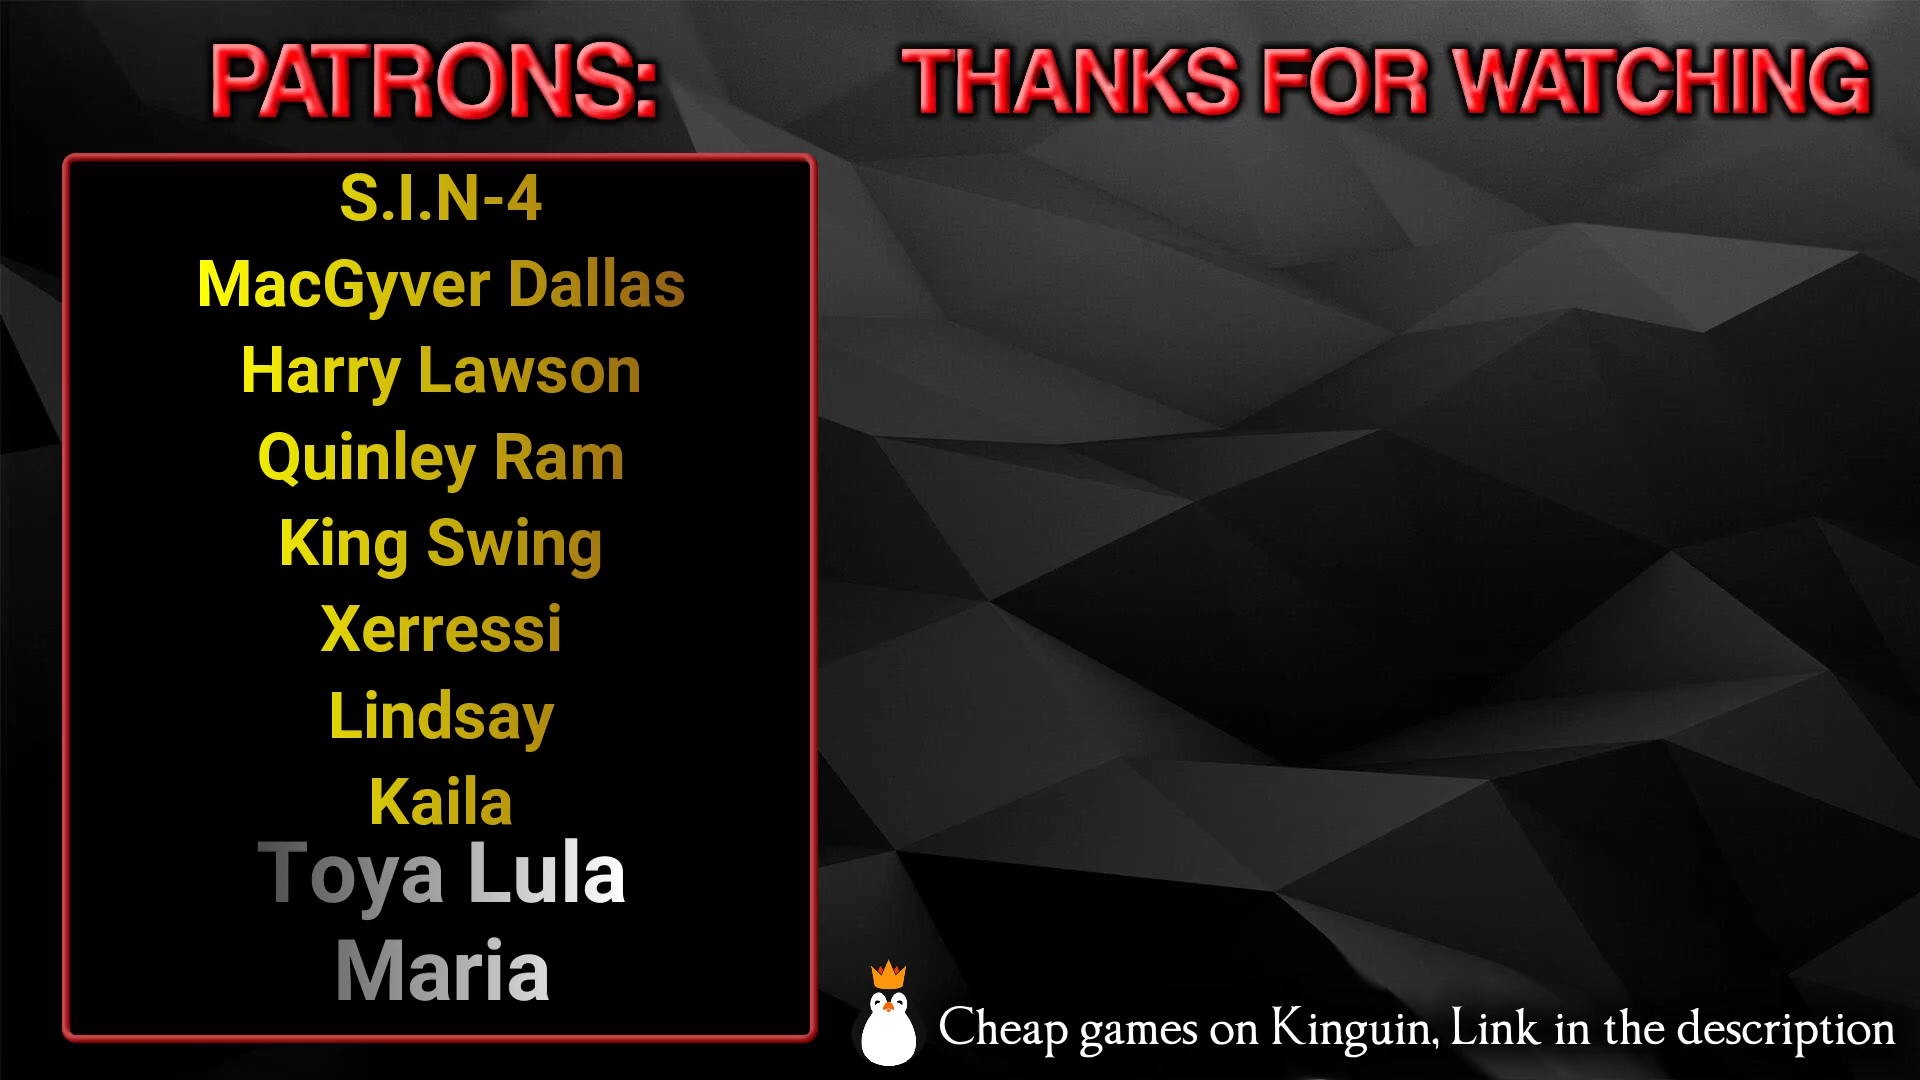 PATRONS:
THANKS FOR WATCHING
S.I.N-4
MacGyver Dallas
Harry Lawson
Quinley Ram
King Swing
Xerressi
Lindsay
Kaila
Toya Lula
Maria
Cheap games on Kinguin, Link in the description